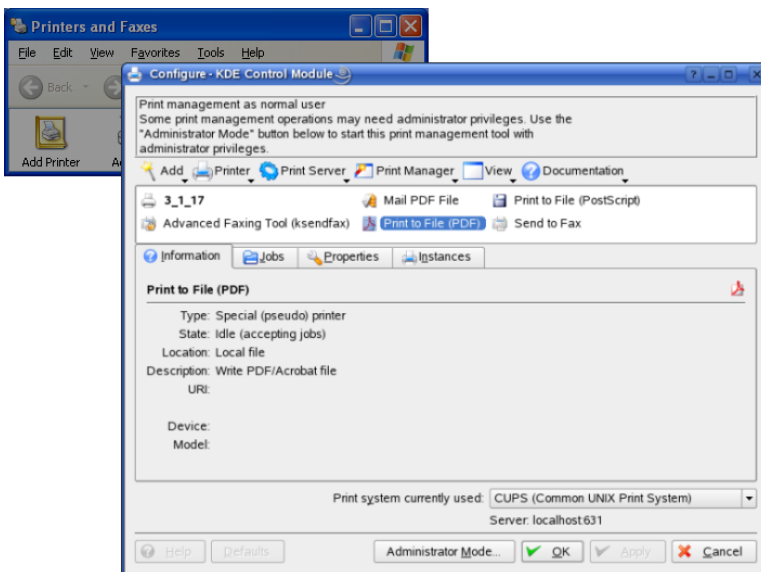 Printers and Faxes
File Edit View Favorites Tools Help
Back
Add Printer
Configure - KDE Control Module
Print management as normal user
Some print management operations may need administrator privileges. Use the
"Administrator Mode" button below to start this print management tool with
administrator privileges.
Add Printer Print Server Print Manager View Documentation
3_1_17 Mail PDF File Print to File (PostScript)
Advanced Faxing Tool (ksendfax) Print to File (PDF) Send to Fax
Information Jobs Properties Instances
Print to File (PDF)
Type: Special (pseudo) printer
State: Idle (accepting jobs)
Location: Local file
Description: Write PDF/Acrobat file
URI:
Device:
Model:
Print system currently used: CUPS (Common UNIX Print System)
Server: localhost:631
Help Defaults Administrator Mode... OK Apply Cancel